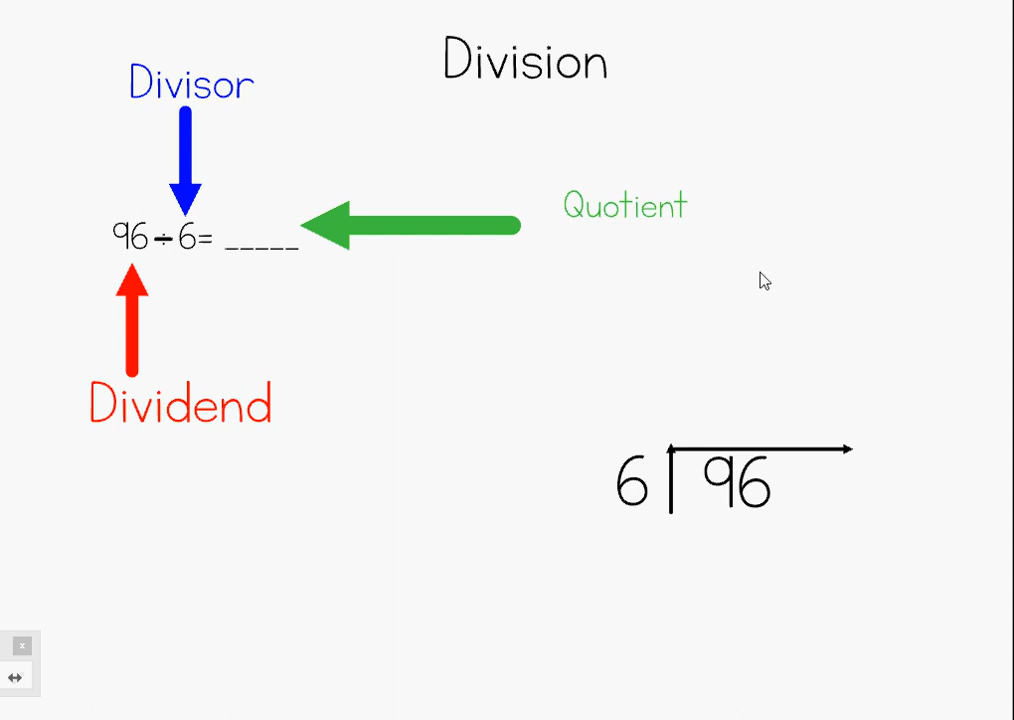 Division
Divisor
Quotient
96÷6= _____
Dividend
6 96
x